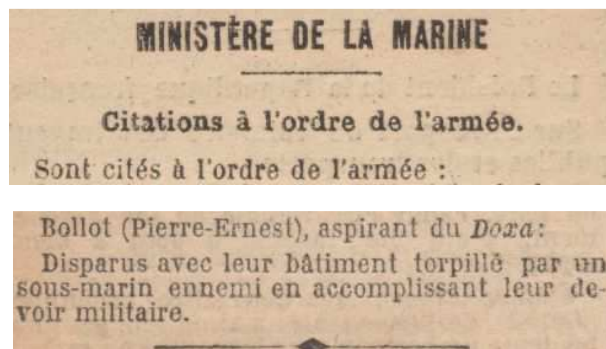 MINISTÈRE DE LA MARINE
Citations à l'ordre de l'armée.
Sont cités à l'ordre de l'armée :
Bollot (Pierre-Ernest), aspirant du Doxa:
Disparus avec leur bâtiment torpillé par un
sous-marin ennemi en accomplissant leur de-
voir militaire.